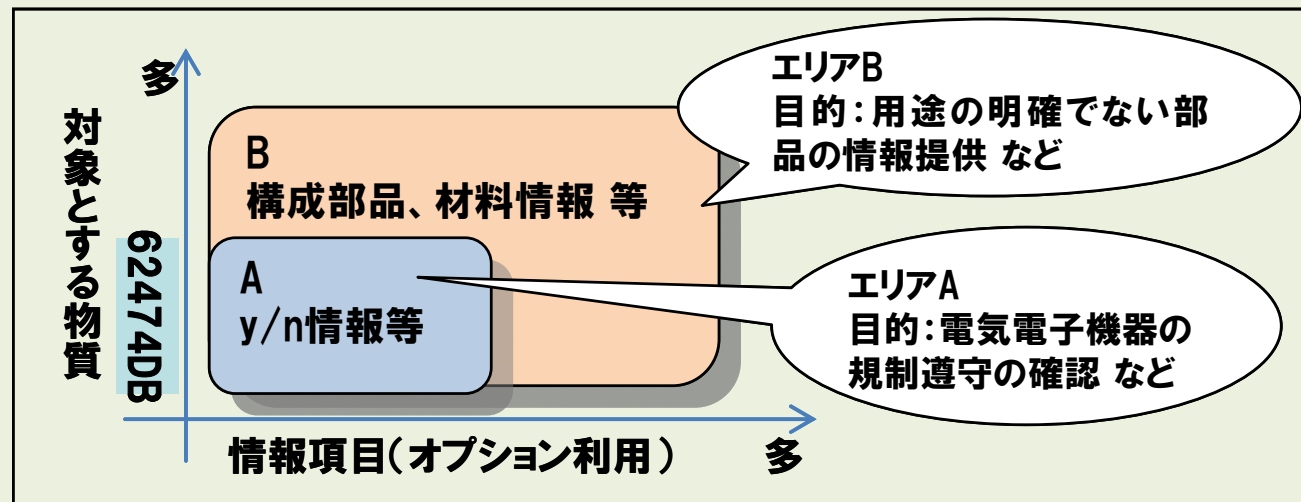 多
対象とする物質
62474DB
B
構成部品、材料情報 等
A
y/n情報等
エリアB
目的:用途の明確でない部
品の情報提供 など
エリアA
目的:電気電子機器の
規制遵守の確認 など
情報項目(オプション利用)
多